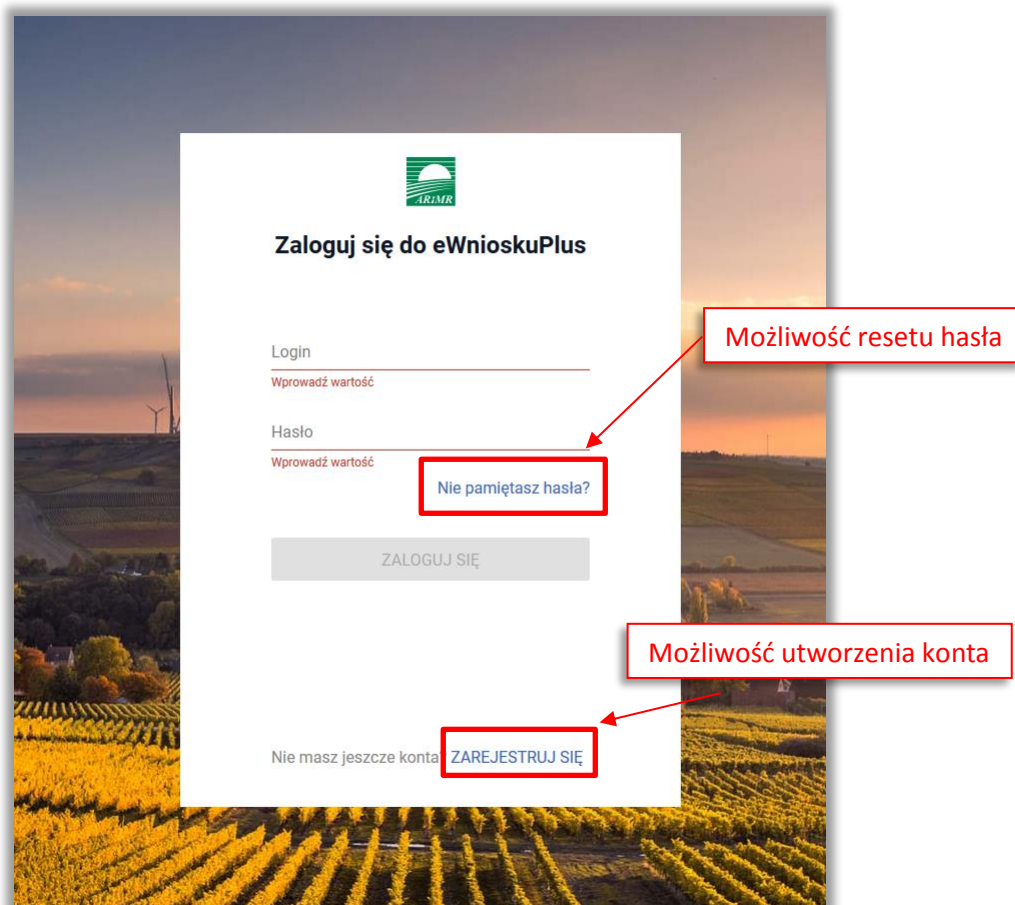 ARiMR
Zaloguj się do eWnioskuPlus
Możliwość resetu hasła
Login
Wprowadź wartość
Hasło
Wprowadź wartość
Nie pamiętasz hasła?
ZALOGUJ SIĘ
Możliwość utworzenia konta
Nie masz jeszcze konta? ZAREJESTRUJ SIĘ